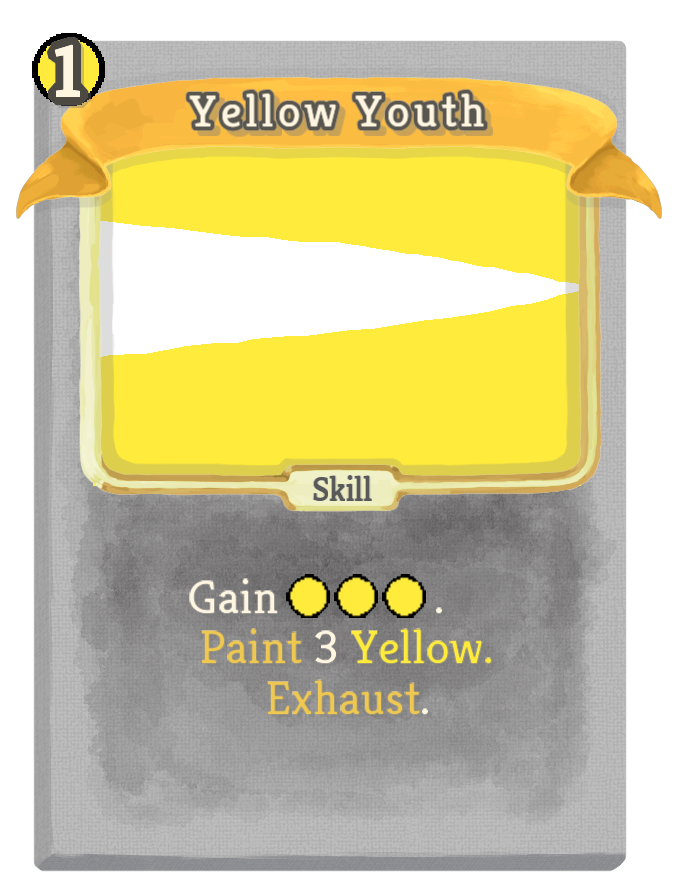 1
Yellow Youth
Skill
Gain .
Paint 3 Yellow.
Exhaust.